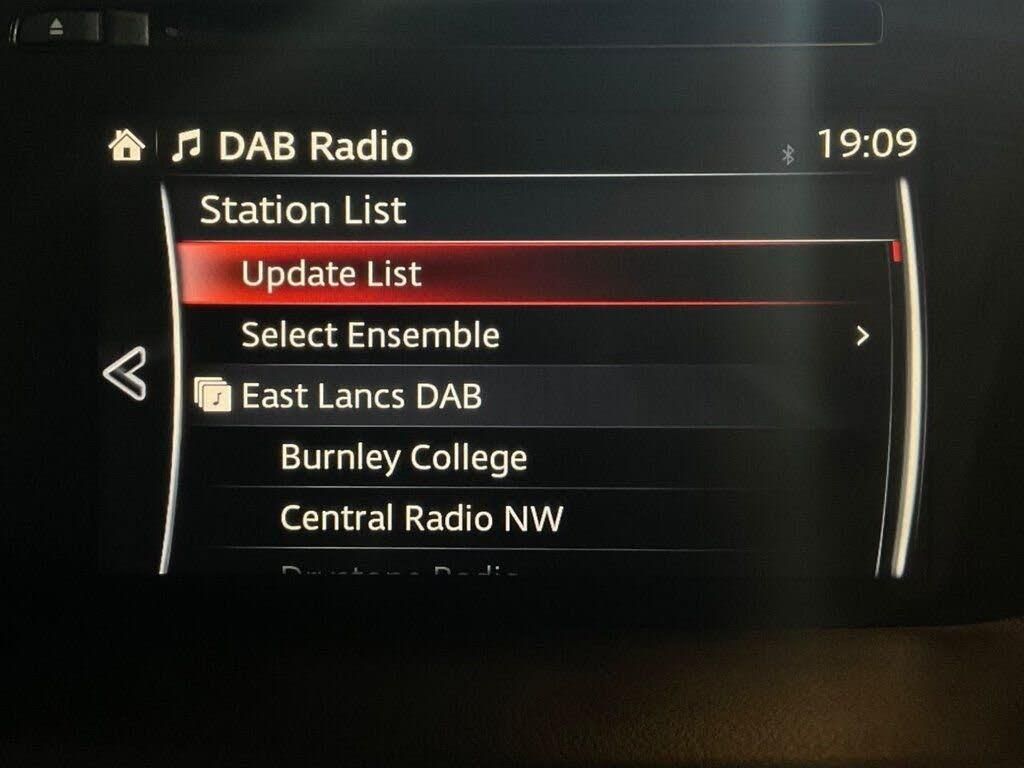 DAB Radio 19:09
Station List
Update List
Select Ensemble
East Lancs DAB
Burnley College
Central Radio NW